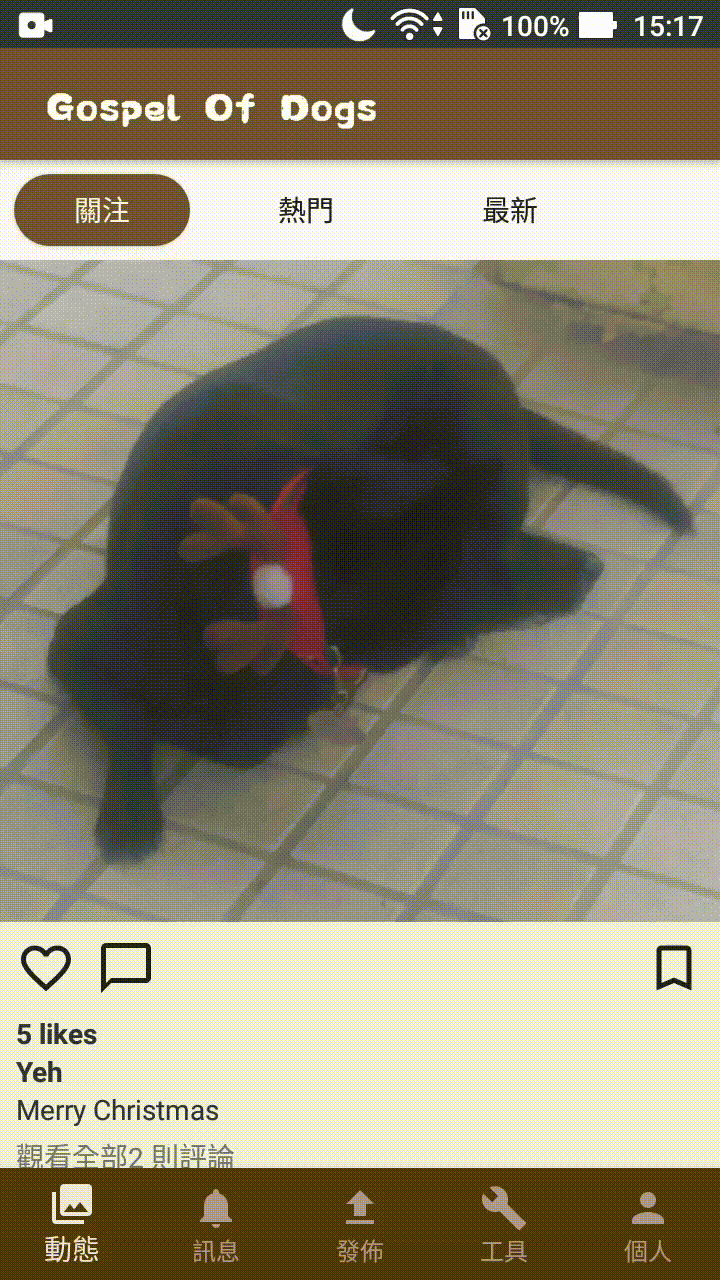 100% 15:17
Gospel Of Dogs
關注 熱門 最新
5 likes
Yeh
Merry Christmas
觀看全部2 則評論
動態 訊息 發佈 工具 個人